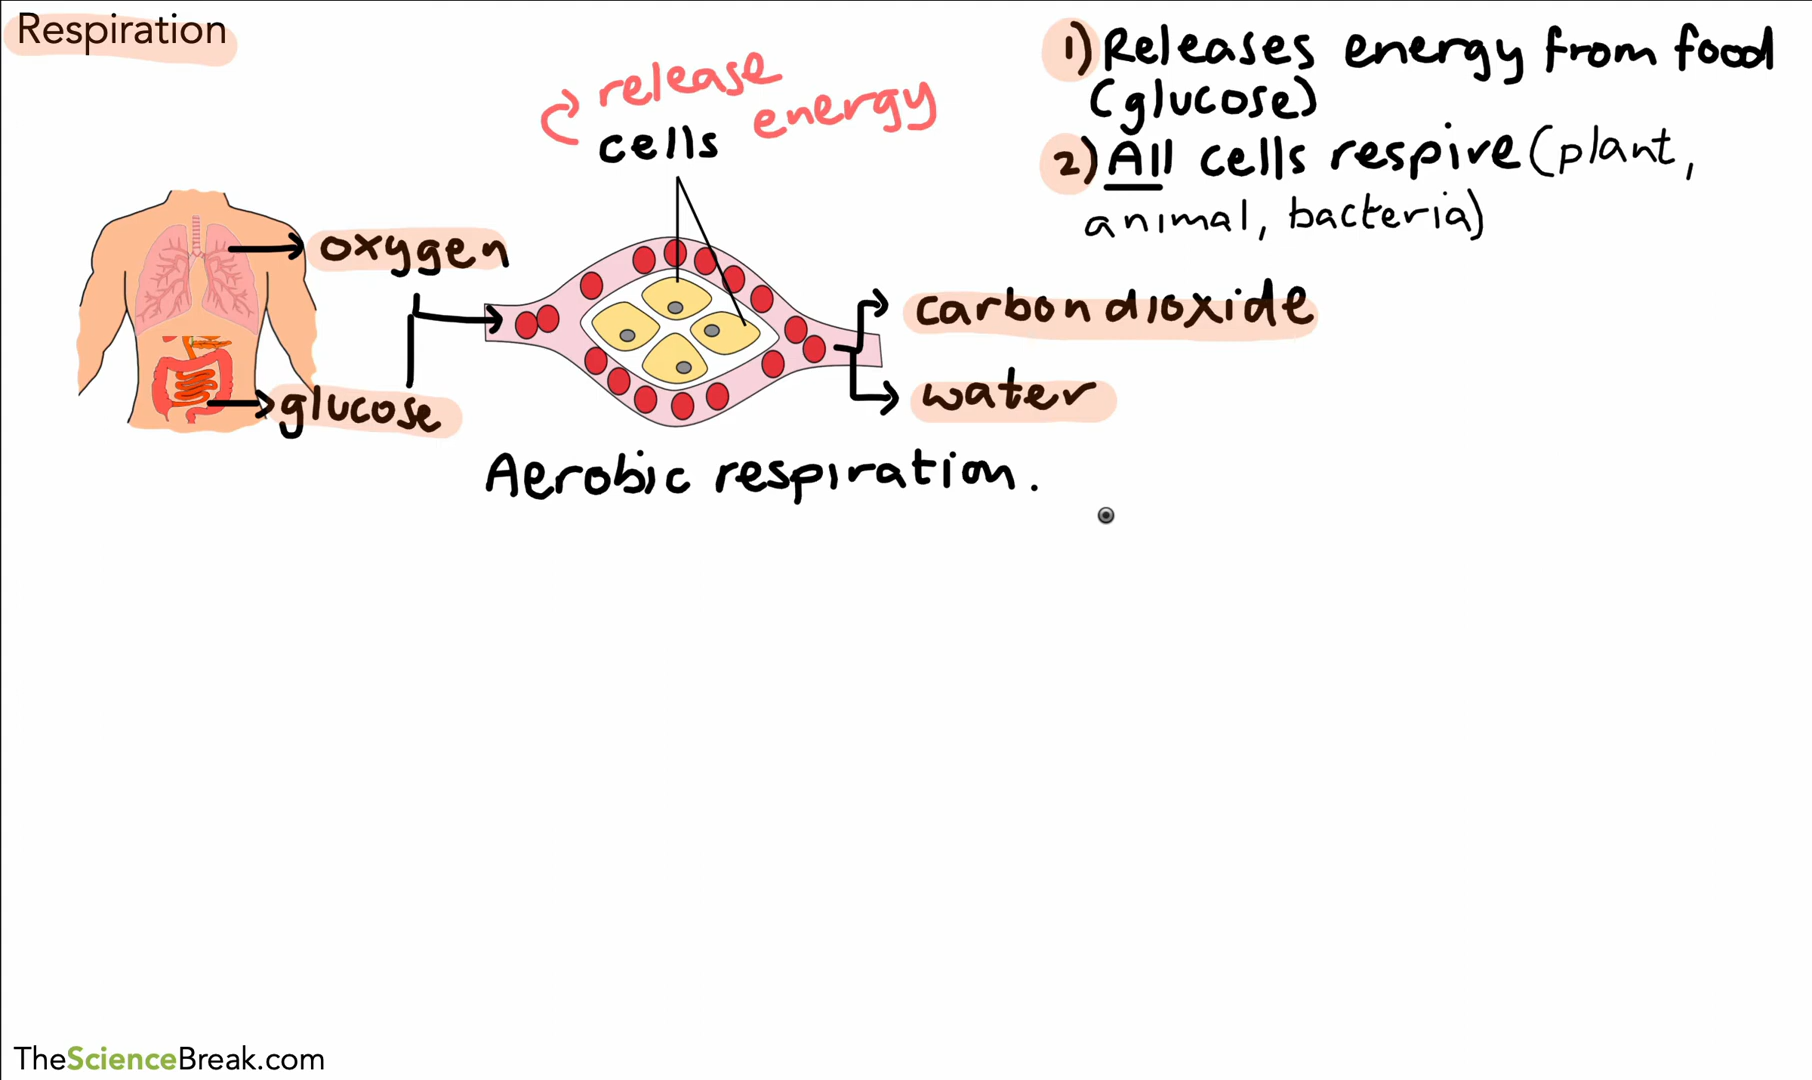 Respiration
release
energy
cells
oxygen
glucose
carbon dioxide
water
Aerobic respiration.
1) Releases energy from food
(glucose)
2) All cells respire (plant,
animal, bacteria)
TheScienceBreak.com